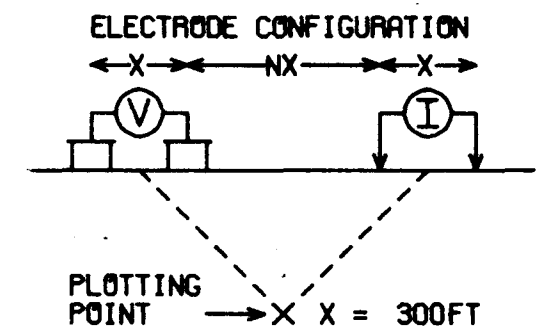 ELECTRODE CONFIGURATION
X NX X
V I
PLOTTING
POINT X X = 300FT